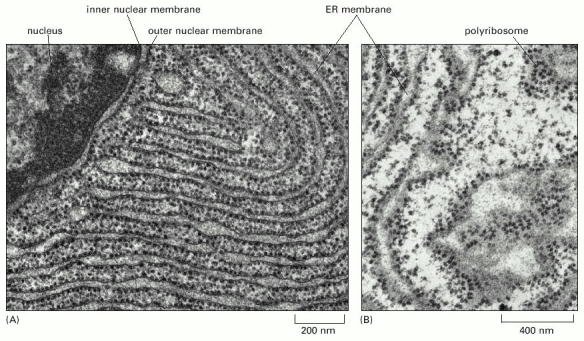 inner nuclear membrane
ER membrane
nucleus
outer nuclear membrane
polyribosome
(A)
200 nm
(B)
400 nm